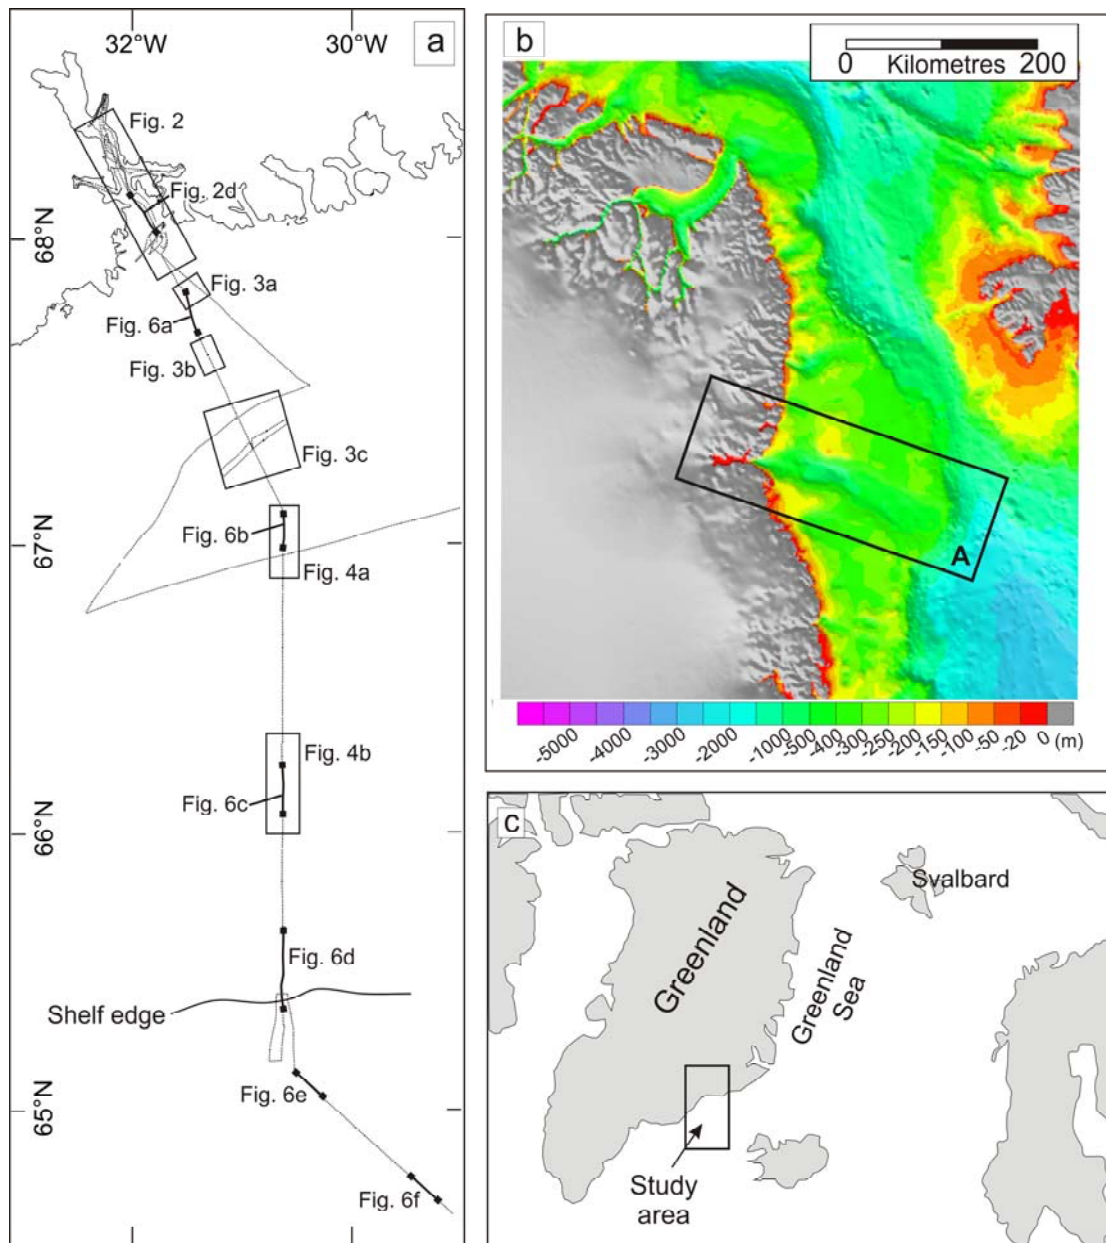 32°W
30°W
a
Fig. 2
Fig. 2d
68°N
Fig. 3a
Fig. 6a
Fig. 3b
Fig. 3c
67°N
Fig. 6b
Fig. 4a
Fig. 4b
Fig. 6c
66°N
Fig. 6d
Shelf edge
65°N
Fig. 6e
Fig. 6f
b
0 Kilometres 200
A
-5000 -4000 -3000 -2000 -1000 -500 -400 -350 -250 -200 -150 -100 -50 -20 0 (m)
c
Svalbard
Greenland
Greenland
Sea
Study
area